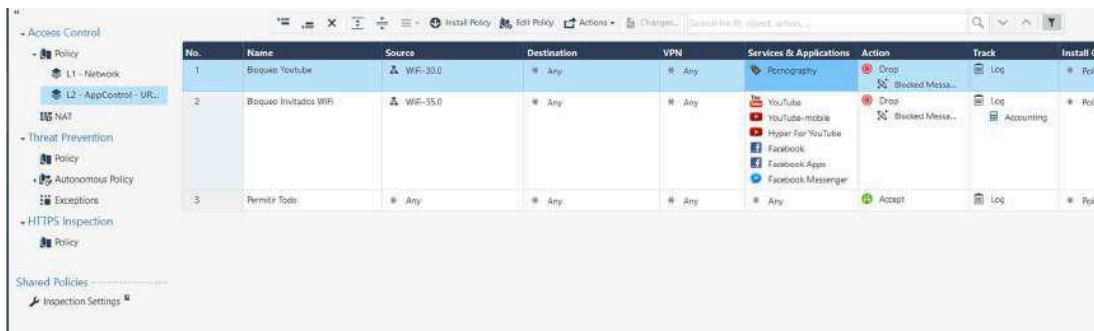 Install Policy Edit Policy Actions Changes... Search for IP, object, action, ...
Access Control
Policy
L1 - Network
L2 - AppControl - UR...
NAT
Threat Prevention
Policy
Autonomous Policy
Exceptions
HTTPS Inspection
Policy
Shared Policies
Inspection Settings
No. Name Source Destination VPN Services & Applications Action Track Install
1 Bloqueo Youtube WiFi-30.0 Any Any Pornography Drop Log
Blocked Messa...
2 Bloqueo Invitados WiFi WiFi-35.0 Any Any YouTube Drop Log
YouTube-mobile Blocked Messa... Accounting
Hyper For YouTube
Facebook
Facebook Apps
Facebook Messenger
3 Permitir Todo Any Any Any Any Accept Log